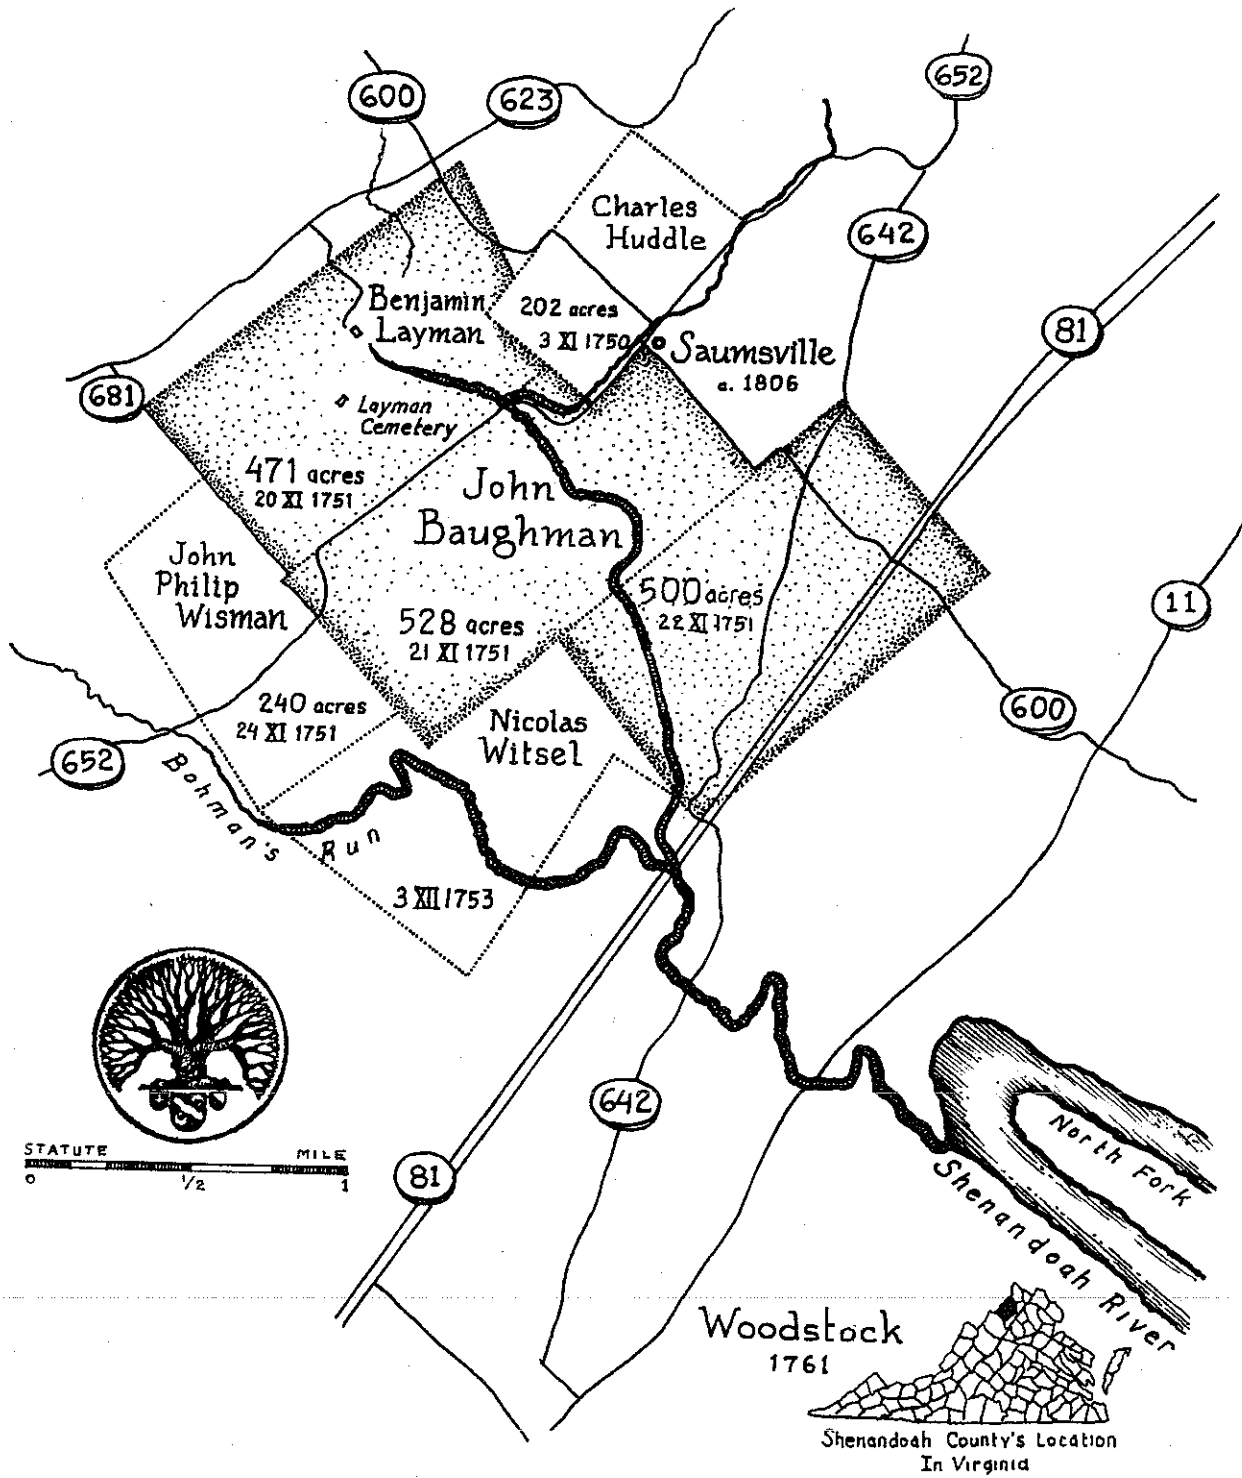 600
623
652
Charles
Huddle
642
Benjamin
Layman
202 acres
3 XI 1750
81
Saumsville
a. 1806
681
Layman
Cemetery
471 acres
20 XI 1751
John
Baughman
John
Philip
Wisman
500 acres
22 XI 1751
11
528 acres
21 XI 1751
240 acres
24 XI 1751
Nicolas
Witsel
600
652
Bohman's Run
3 XII 1753
642
STATUTE MILE
0 1/2 1
81
North Fork
Shenandoah River
Woodstock
1761
Shenandoah County's Location
In Virginia